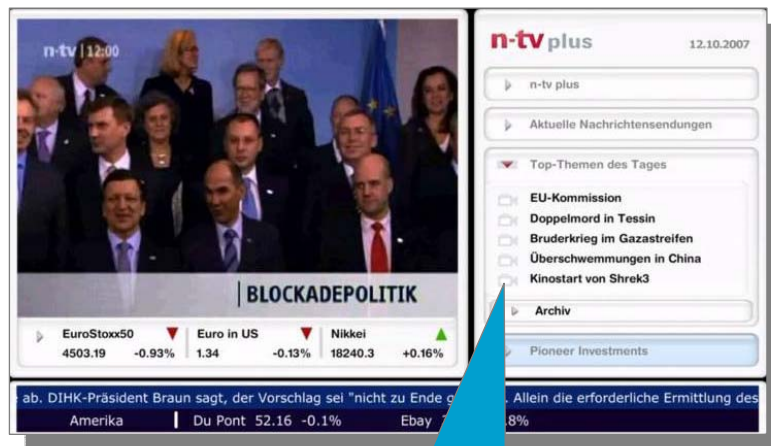 n-tv 12:00
BLOCKADEPOLITIK
EuroStoxx50
4503.19 -0.93%
Euro in US
1.34 -0.13%
Nikkei
18240.3 +0.16%
n-tv plus 12.10.2007
n-tv plus
Aktuelle Nachrichtensendungen
Top-Themen des Tages
EU-Kommission
Doppelmord in Tessin
Bruderkrieg im Gazastreifen
Überschwemmungen in China
Kinostart von Shrek3
Archiv
Pioneer Investments
ab. DIHK-Präsident Braun sagt, der Vorschlag sei "nicht zu Ende Allein die erforderliche Ermittlung des
Amerika Du Pont 52.16 -0.1% Ebay 8%